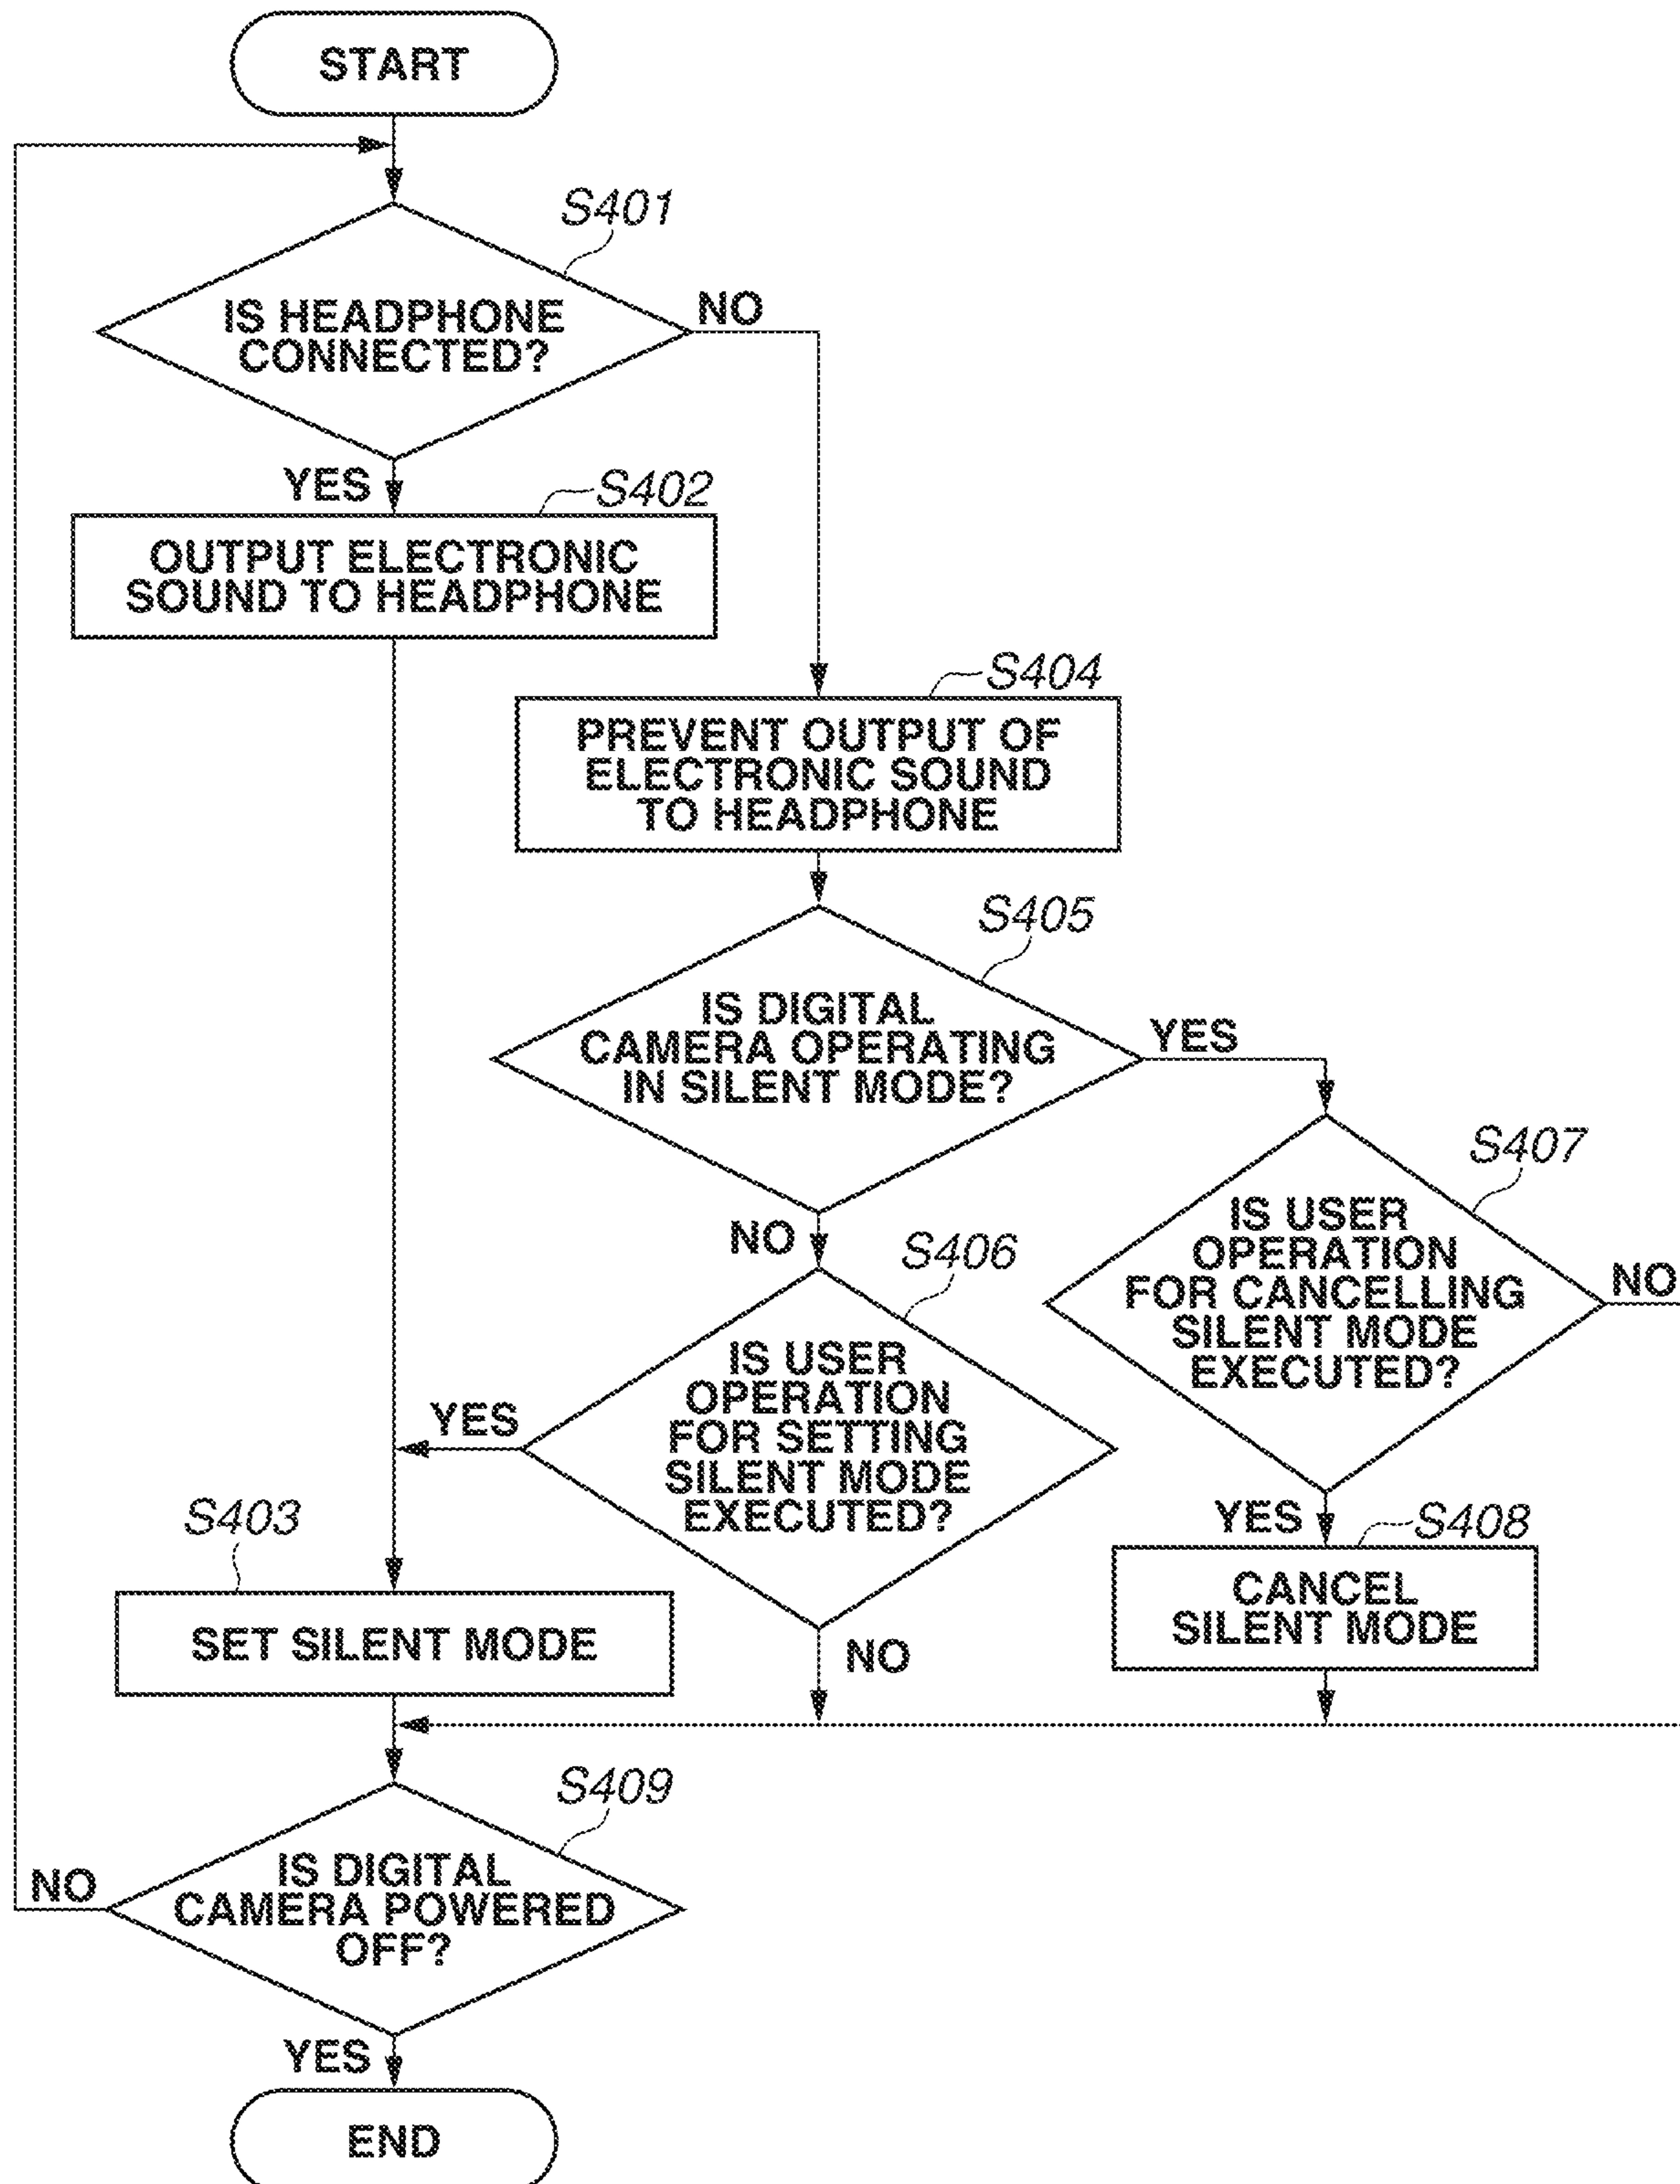 START
S401
IS HEADPHONE
CONNECTED?
NO
YES
S402
OUTPUT ELECTRONIC
SOUND TO HEADPHONE
S404
PREVENT OUTPUT OF
ELECTRONIC SOUND
TO HEADPHONE
S405
IS DIGITAL
CAMERA OPERATING
IN SILENT MODE?
YES
NO
S407
IS USER
OPERATION
FOR CANCELLING
SILENT MODE
EXECUTED?
NO
S406
IS USER
OPERATION
FOR SETTING
SILENT MODE
EXECUTED?
YES
NO
YES
S408
CANCEL
SILENT MODE
S403
SET SILENT MODE
S409
IS DIGITAL
CAMERA POWERED
OFF?
NO
YES
END